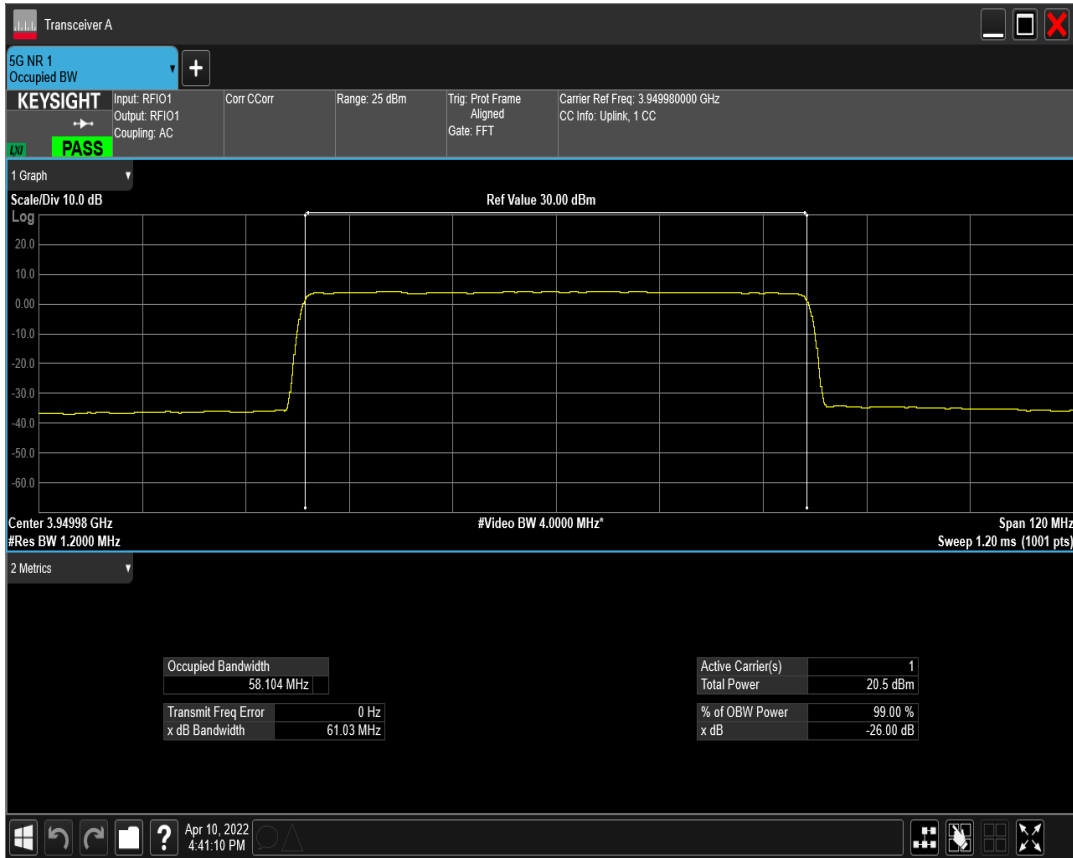 Transceiver A
5G NR 1
Occupied BW
+
KEYSIGHT
LXI
PASS
Input: RFIO1
Output: RFIO1
Coupling: AC
Corr CCorr
Range: 25 dBm
Trig: Prot Frame
Aligned
Gate: FFT
Carrier Ref Freq: 3.949980000 GHz
CC Info: Uplink, 1 CC
1 Graph
Scale/Div 10.0 dB
Ref Value 30.00 dBm
Log
20.0
10.0
0.00
-10.0
-20.0
-30.0
-40.0
-50.0
-60.0
Center 3.94998 GHz
#Video BW 4.0000 MHz*
Span 120 MHz
#Res BW 1.2000 MHz
Sweep 1.20 ms (1001 pts)
2 Metrics
Occupied Bandwidth
58.104 MHz
Transmit Freq Error 0 Hz
x dB Bandwidth 61.03 MHz
Active Carrier(s) 1
Total Power 20.5 dBm
% of OBW Power 99.00 %
x dB -26.00 dB
?
Apr 10, 2022
4:41:10 PM